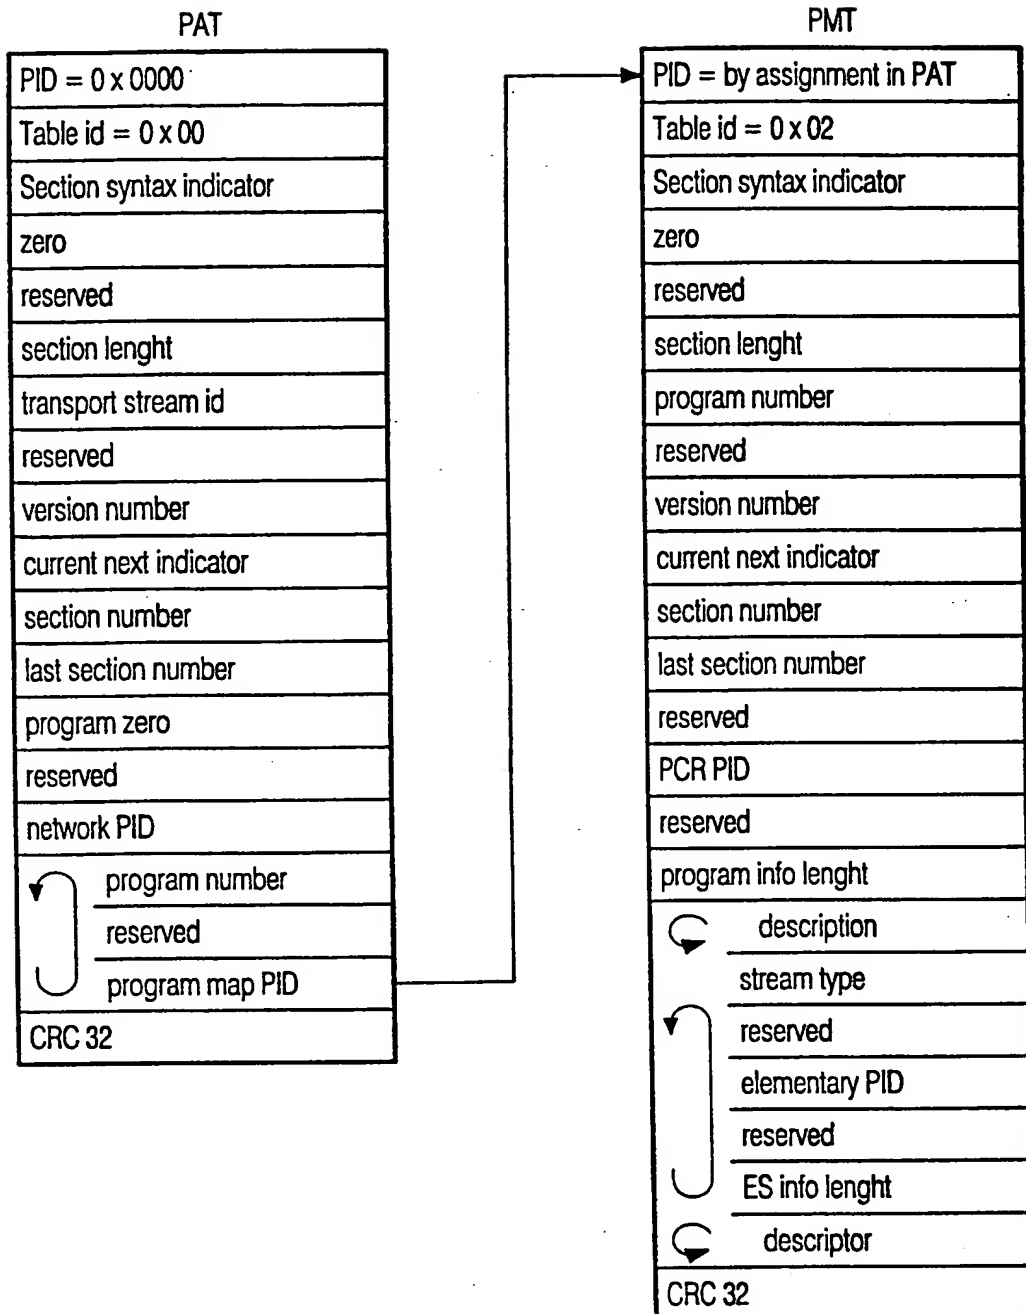 PAT
PID = 0 x 0000
Table id = 0 x 00
Section syntax indicator
zero
reserved
section lenght
transport stream id
reserved
version number
current next indicator
section number
last section number
program zero
reserved
network PID
program number
reserved
program map PID
CRC 32
PMT
PID = by assignment in PAT
Table id = 0 x 02
Section syntax indicator
zero
reserved
section lenght
program number
reserved
version number
current next indicator
section number
last section number
reserved
PCR PID
reserved
program info lenght
description
stream type
reserved
elementary PID
reserved
ES info lenght
descriptor
CRC 32